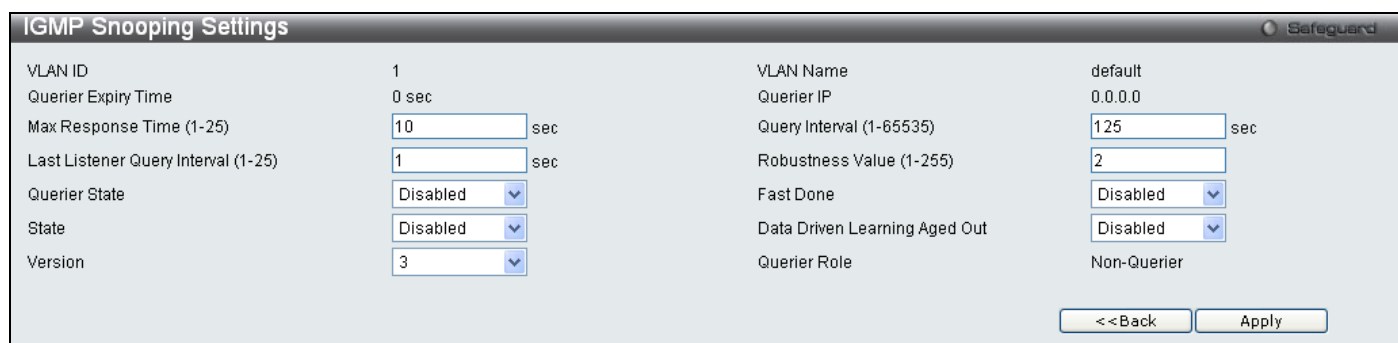 IGMP Snooping Settings Safeguard
VLAN ID 1 VLAN Name default
Querier Expiry Time 0 sec Querier IP 0.0.0.0
Max Response Time (1-25) 10 sec Query Interval (1-65535) 125 sec
Last Listener Query Interval (1-25) 1 sec Robustness Value (1-255) 2
Querier State Disabled Fast Done Disabled
State Disabled Data Driven Learning Aged Out Disabled
Version 3 Querier Role Non-Querier
<<Back Apply